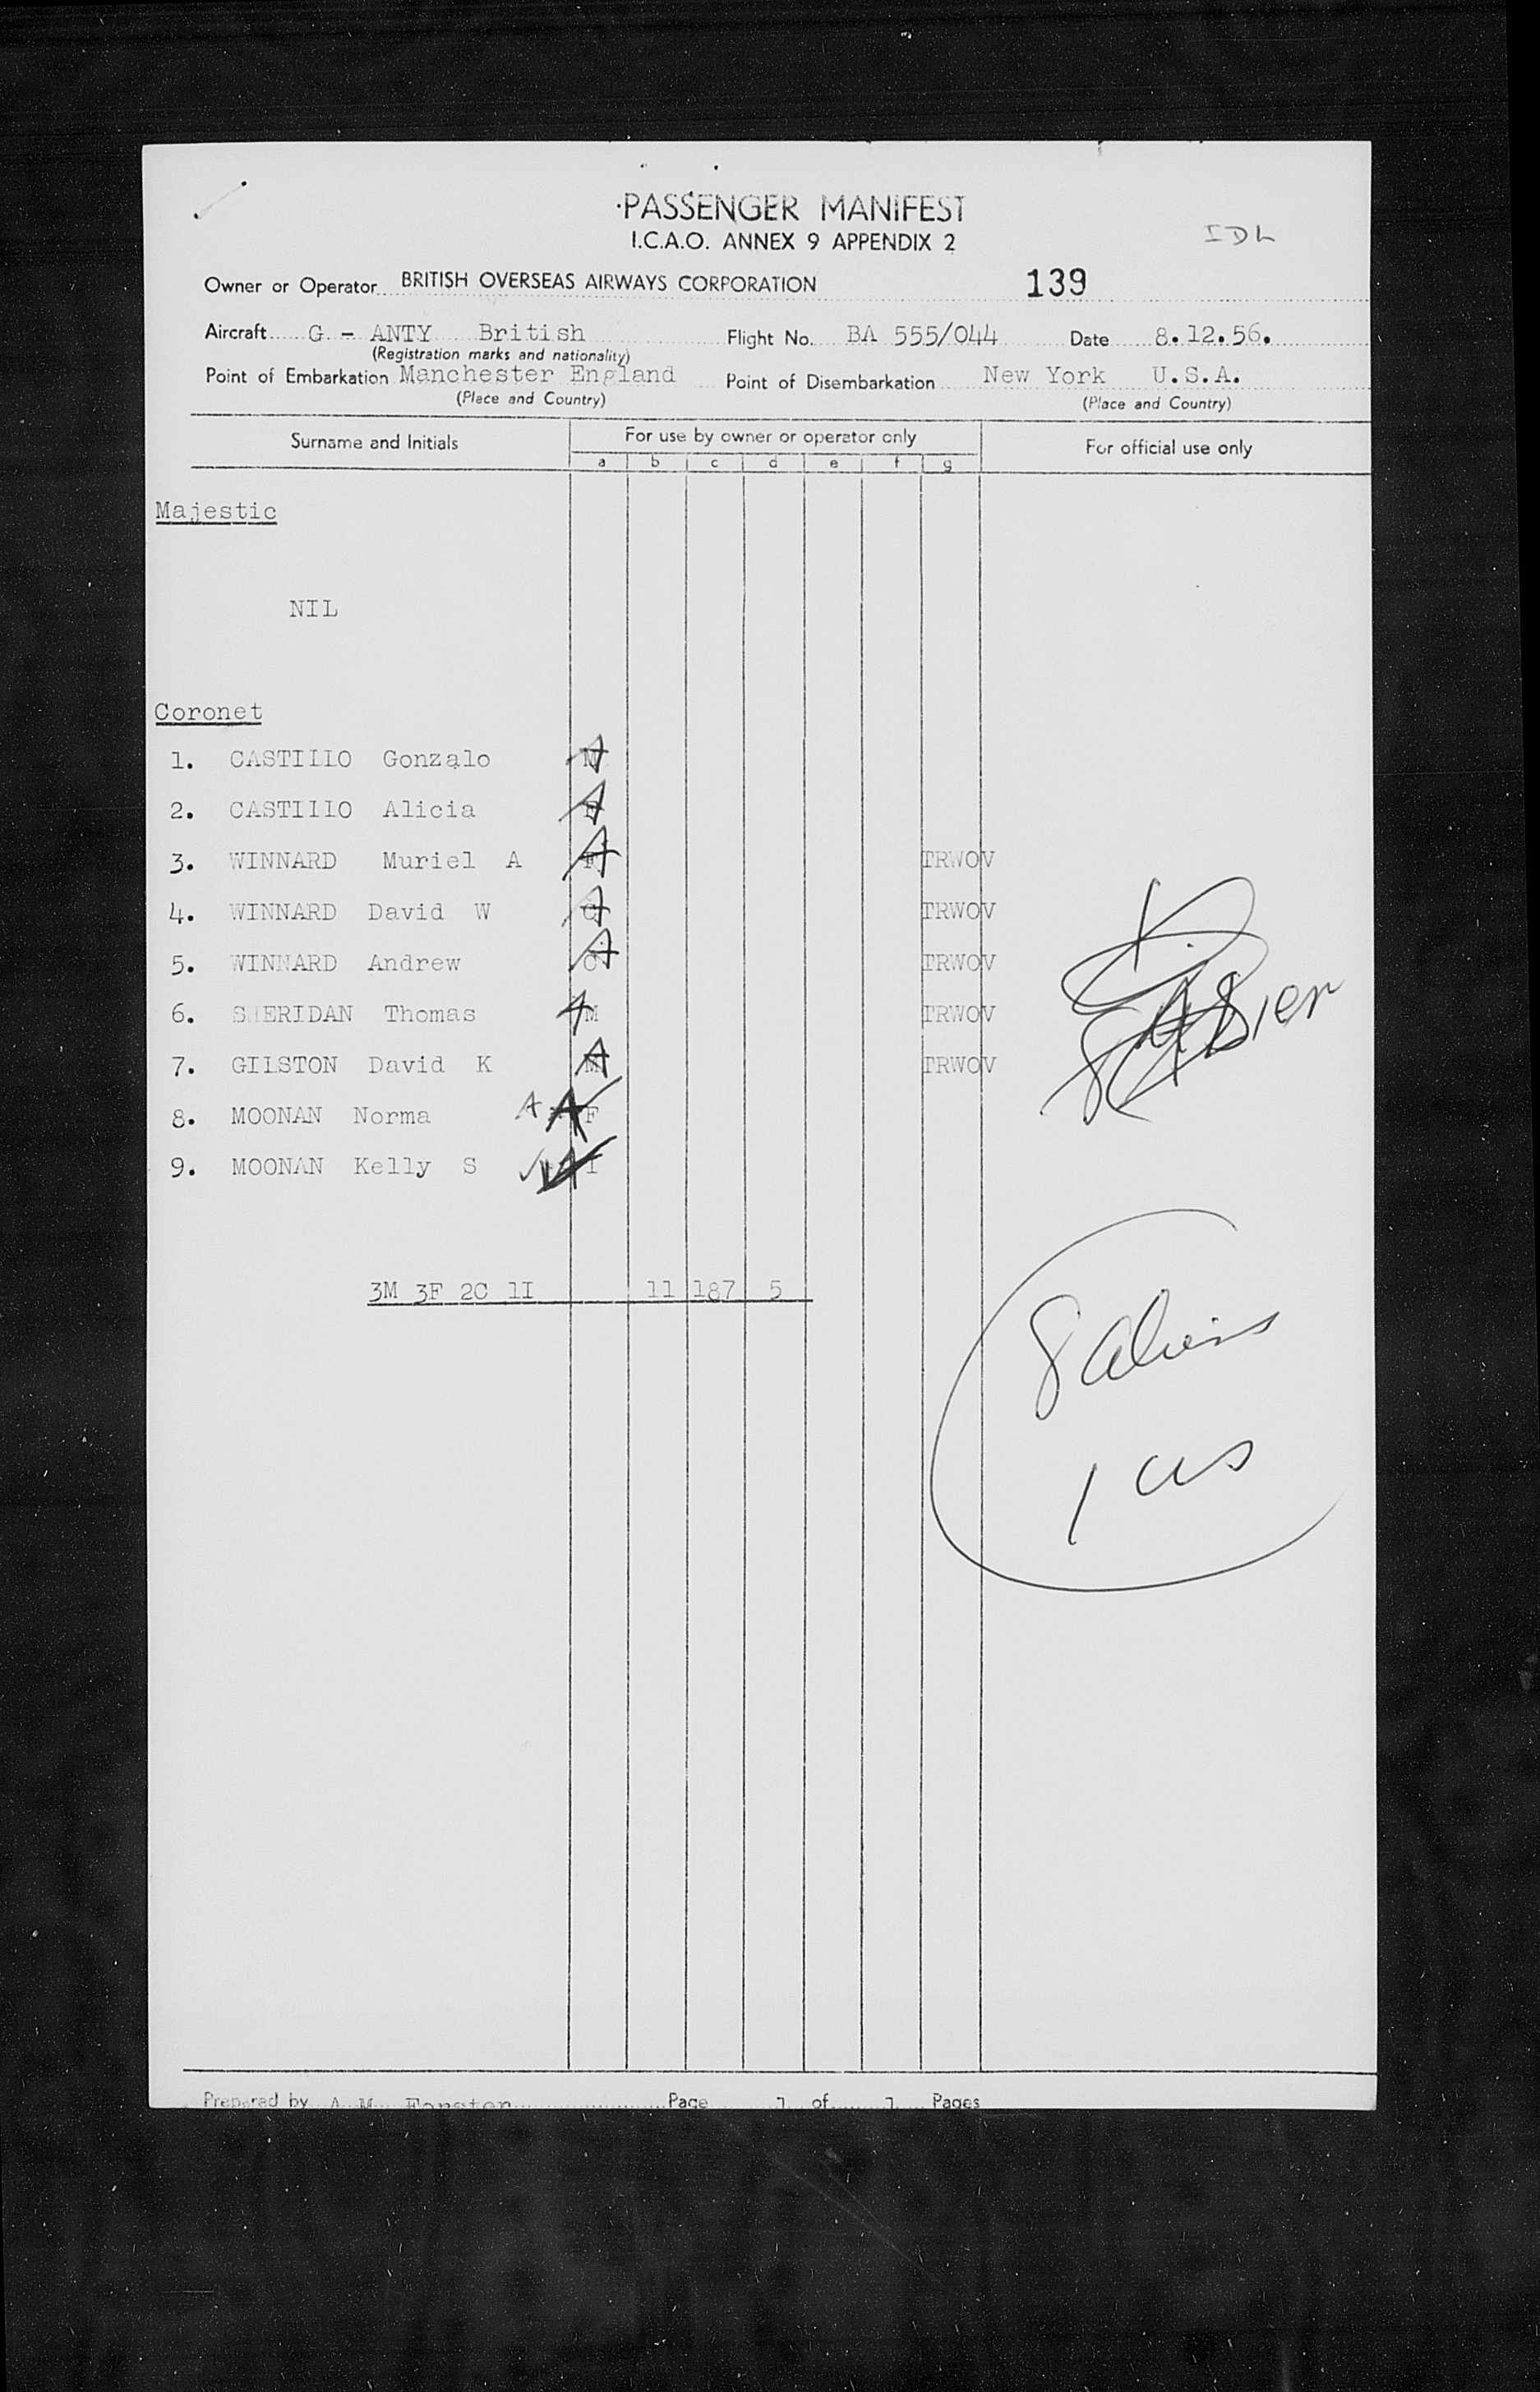 PASSENGER MANIFEST
I.C.A.O. ANNEX 9 APPENDIX 2
IDL
Owner or Operator BRITISH OVERSEAS AIRWAYS CORPORATION 139
Aircraft G - ANTY British Flight No. BA 555/044 Date 8.12.56.
(Registration marks and nationality)
Point of Embarkation Manchester England Point of Disembarkation New York U.S.A.
(Place and Country) (Place and Country)
Surname and Initials For use by owner or operator only For official use only
a b c d e f g
Majestic
NIL
Coronet
1. CASTILLO Gonzalo M A
2. CASTILLO Alicia F A
3. WINNARD Muriel A F A TRWOV
4. WINNARD David W C A TRWOV
5. WINNARD Andrew C A TRWOV
6. SHERIDAN Thomas A M TRWOV
7. GILSTON David K M A TRWOV
8. MOONAN Norma A A F
9. MOONAN Kelly S I
3M 3F 2C 1I 11 187 5
8 aliens
1 US
Prepared by A M Page 1 of 1 Pages